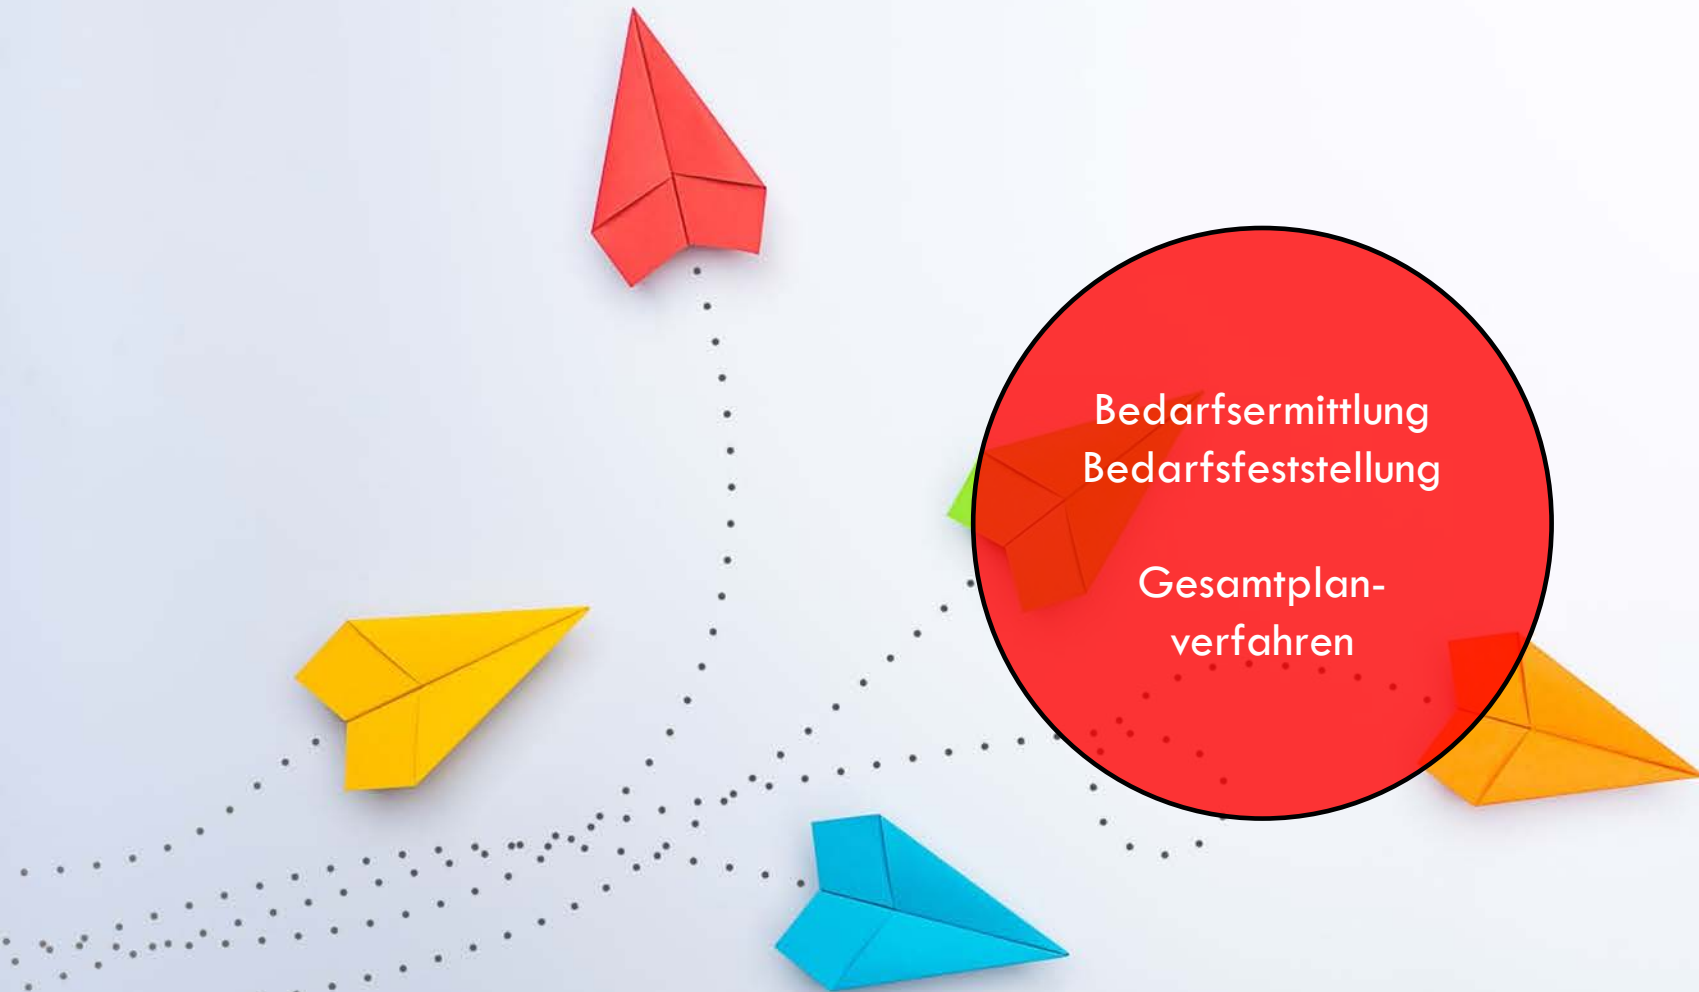 Bedarfsermittlung
Bedarfsfeststellung
Gesamtplan-
verfahren